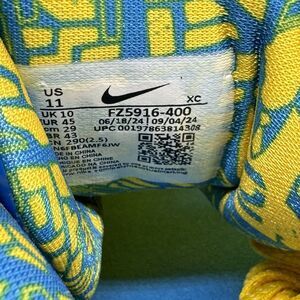 US
11
XC
UK 10
FZ5916-400
EUR 45
06/18/24 | 09/04/24
cm 29
UPC 00197863814308
BR 43
CN 290(2.5)
MADE IN CHINA